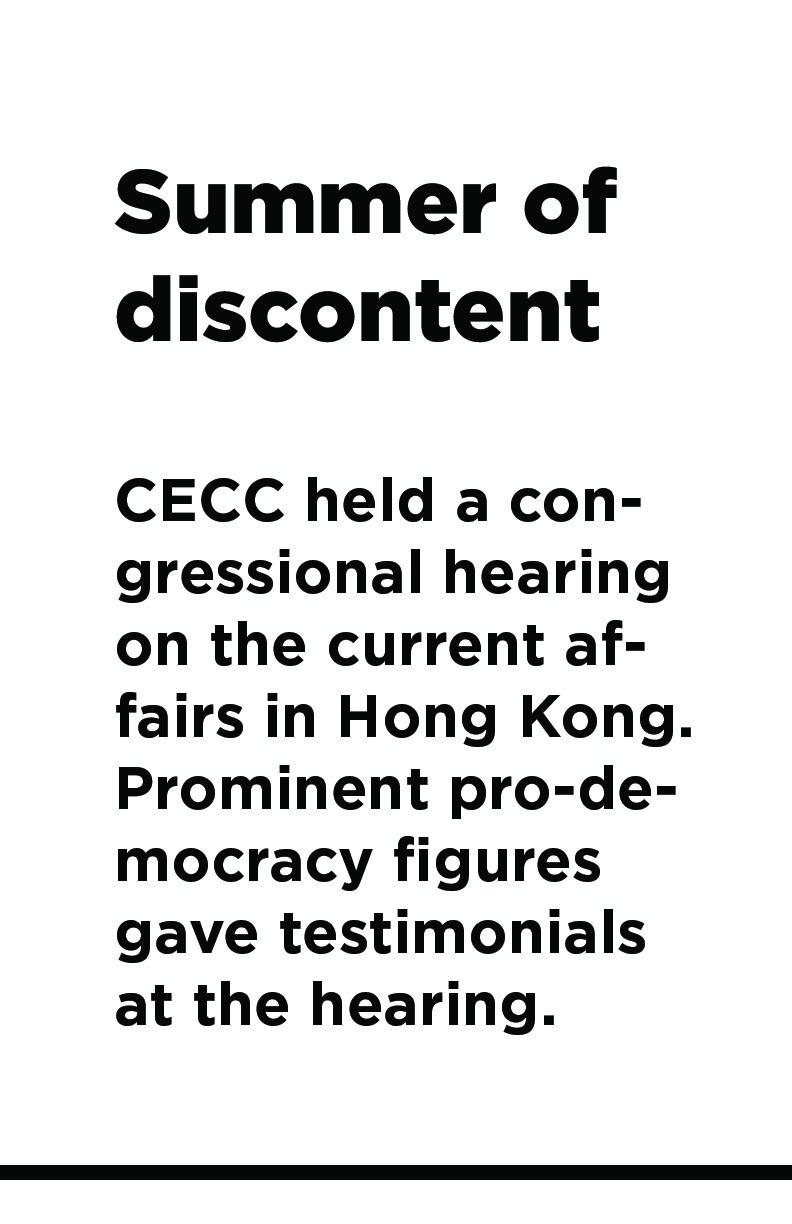 Summer of
discontent
CECC held a con-
gressional hearing
on the current af-
fairs in Hong Kong.
Prominent pro-de-
mocracy figures
gave testimonials
at the hearing.